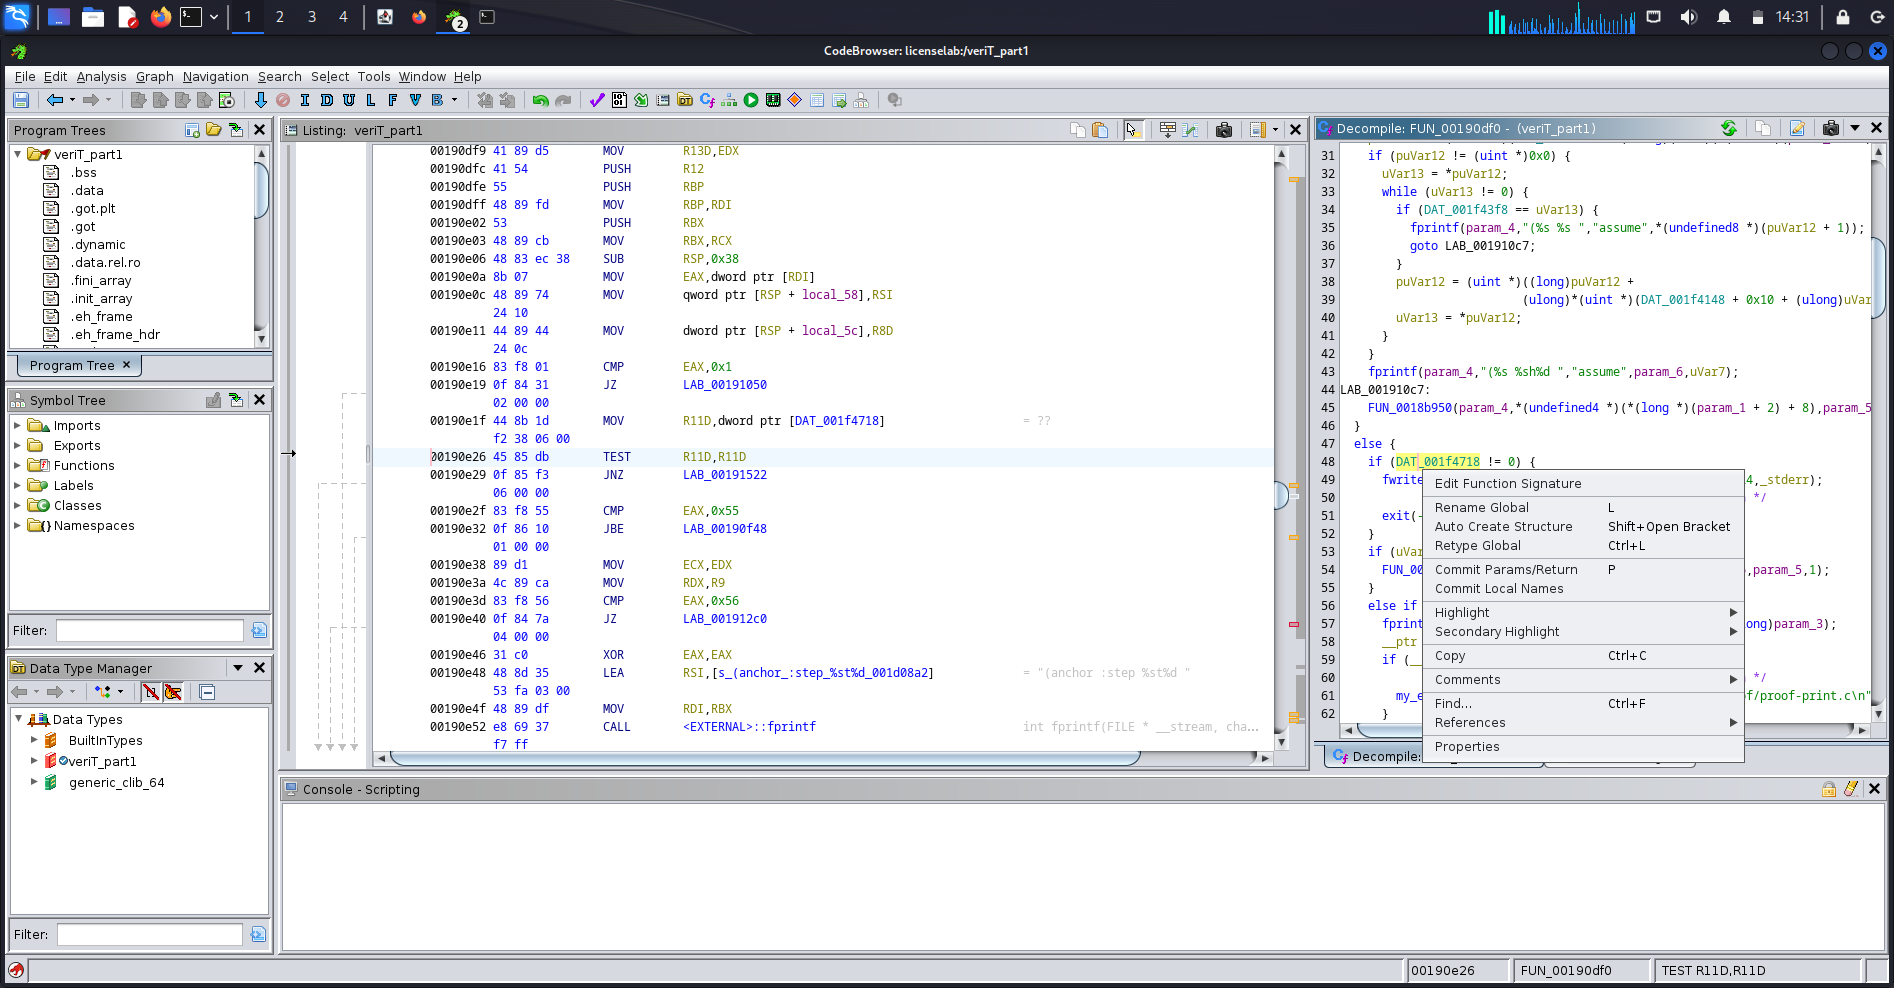 1 2 3 4 2 14:31
CodeBrowser: licenselab:/veriT_part1
File Edit Analysis Graph Navigation Search Select Tools Window Help
I D U L F V B
Program Trees
veriT_part1
.bss
.data
.got.plt
.got
.dynamic
.data.rel.ro
.fini_array
.init_array
.eh_frame
.eh_frame_hdr
Program Tree ×
Symbol Tree
Imports
Exports
Functions
Labels
Classes
Namespaces
Filter:
Data Type Manager
Data Types
BuiltInTypes
veriT_part1
generic_clib_64
Filter:
Listing: veriT_part1
00190df9 41 89 d5 MOV R13D,EDX
00190dfc 41 54 PUSH R12
00190dfe 55 PUSH RBP
00190dff 48 89 fd MOV RBP,RDI
00190e02 53 PUSH RBX
00190e03 48 89 cb MOV RBX,RCX
00190e06 48 83 ec 38 SUB RSP,0x38
00190e0a 8b 07 MOV EAX,dword ptr [RDI]
00190e0c 48 89 74 MOV qword ptr [RSP + local_58],RSI
24 10
00190e11 44 89 44 MOV dword ptr [RSP + local_5c],R8D
24 0c
00190e16 83 f8 01 CMP EAX,0x1
00190e19 0f 84 31 JZ LAB_00191050
02 00 00
00190e1f 44 8b 1d MOV R11D,dword ptr [DAT_001f4718] = ??
f2 38 06 00
00190e26 45 85 db TEST R11D,R11D
00190e29 0f 85 f3 JNZ LAB_00191522
06 00 00
00190e2f 83 f8 55 CMP EAX,0x55
00190e32 0f 86 10 JBE LAB_00190f48
01 00 00
00190e38 89 d1 MOV ECX,EDX
00190e3a 4c 89 ca MOV RDX,R9
00190e3d 83 f8 56 CMP EAX,0x56
00190e40 0f 84 7a JZ LAB_001912c0
04 00 00
00190e46 31 c0 XOR EAX,EAX
00190e48 48 8d 35 LEA RSI,[s_(anchor_:step_%st%d_001d08a2] = "(anchor :step %st%d "
53 fa 03 00
00190e4f 48 89 df MOV RDI,RBX
00190e52 e8 69 37 CALL <EXTERNAL>::fprintf int fprintf(FILE * __stream, cha...
f7 ff
Decompile: FUN_00190df0 - (veriT_part1)
31 if (puVar12 != (uint *)0x0) {
32 uVar13 = *puVar12;
33 while (uVar13 != 0) {
34 if (DAT_001f43f8 == uVar13) {
35 fprintf(param_4,"(%s %s ","assume",*(undefined8 *)(puVar12 + 1));
36 goto LAB_001910c7;
37 }
38 puVar12 = (uint *)((long)puVar12 +
39 (ulong)*(uint *)(DAT_001f4148 + 0x10 + (ulong)uVar
40 uVar13 = *puVar12;
41 }
42 }
43 fprintf(param_4,"(%s %sh%d ","assume",param_6,uVar7);
44 LAB_001910c7:
45 FUN_0018b950(param_4,*(undefined4 *)(*(long *)(param_1 + 2) + 8),param_5
46 }
47 else {
48 if (DAT_001f4718 != 0) {
49 fwrite 4,_stderr);
50 */
51 exit(-
52 }
53 if (uVar
54 FUN_00 ,param_5,1);
55 }
56 else if
57 fprint ong)param_3);
58 __ptr
59 if (__
60 */
61 my_e of/proof-print.c\n"
62 }
Edit Function Signature
Rename Global L
Auto Create Structure Shift+Open Bracket
Retype Global Ctrl+L
Commit Params/Return P
Commit Local Names
Highlight
Secondary Highlight
Copy Ctrl+C
Comments
Find... Ctrl+F
References
Properties
Decompile:
Console - Scripting
00190e26 FUN_00190df0 TEST R11D,R11D